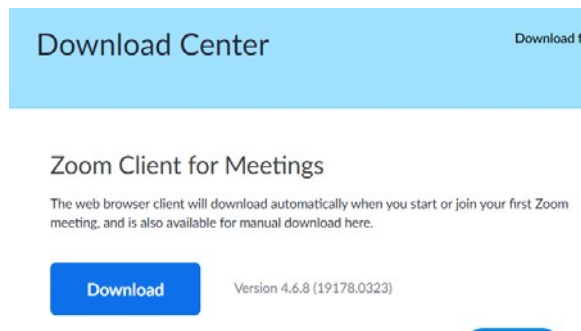 Download Center
Download f
Zoom Client for Meetings
The web browser client will download automatically when you start or join your first Zoom
meeting, and is also available for manual download here.
Download
Version 4.6.8 (19178.0323)